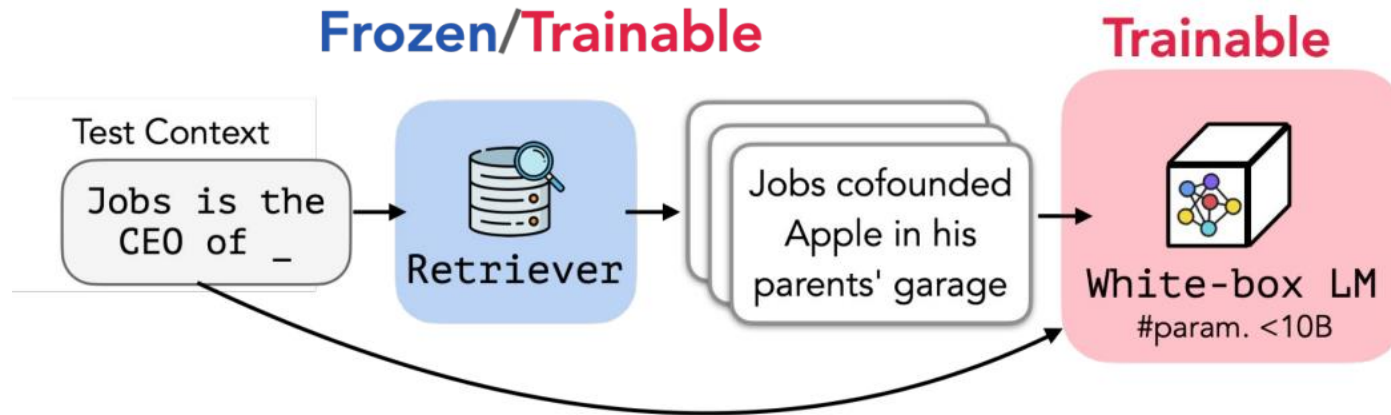 Frozen/Trainable
Trainable
Test Context
Jobs is the
CEO of _
Retriever
Jobs cofounded
Apple in his
parents' garage
White-box LM
#param. <10B